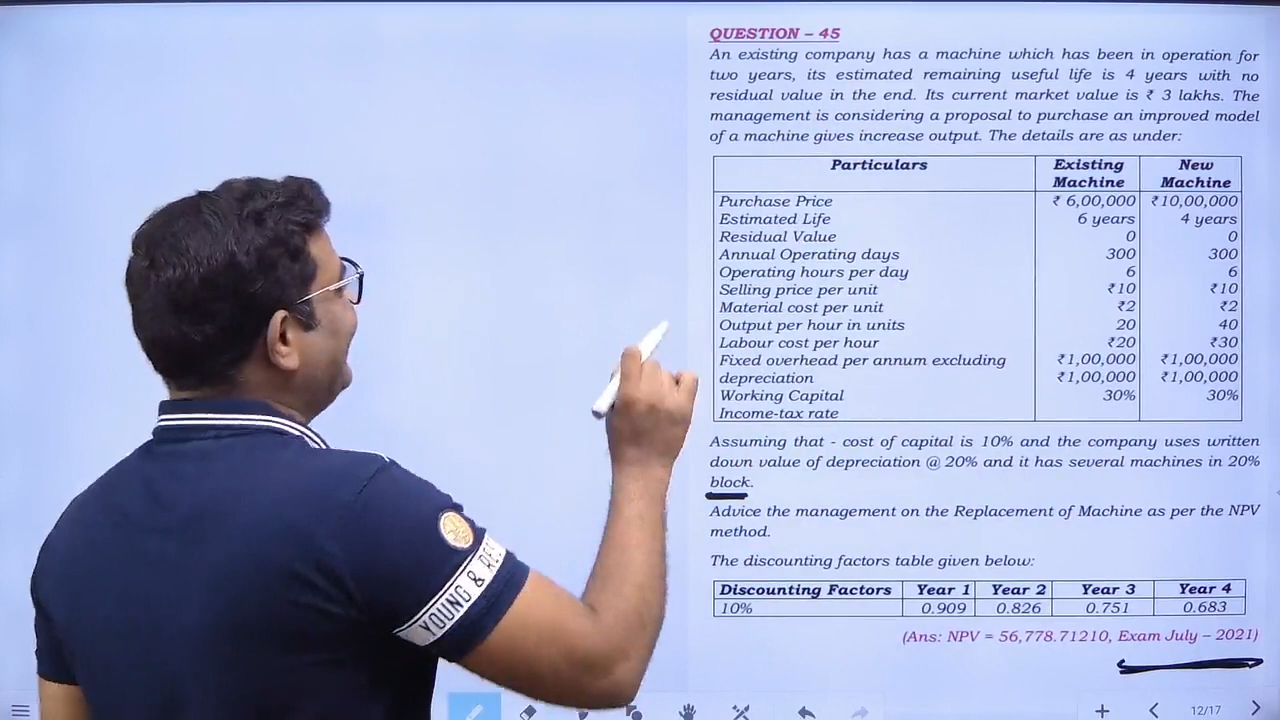 QUESTION – 45
An existing company has a machine which has been in operation for
two years, its estimated remaining useful life is 4 years with no
residual value in the end. Its current market value is ₹ 3 lakhs. The
management is considering a proposal to purchase an improved model
of a machine gives increase output. The details are as under:
Particulars Existing Machine New Machine
Purchase Price ₹ 6,00,000 ₹10,00,000
Estimated Life 6 years 4 years
Residual Value 0 0
Annual Operating days 300 300
Operating hours per day 6 6
Selling price per unit ₹10 ₹10
Material cost per unit ₹2 ₹2
Output per hour in units 20 40
Labour cost per hour ₹20 ₹30
Fixed overhead per annum excluding ₹1,00,000 ₹1,00,000
depreciation ₹1,00,000 ₹1,00,000
Working Capital 30% 30%
Income-tax rate
Assuming that - cost of capital is 10% and the company uses written
down value of depreciation @ 20% and it has several machines in 20%
block.
Advice the management on the Replacement of Machine as per the NPV
method.
The discounting factors table given below:
Discounting Factors Year 1 Year 2 Year 3 Year 4
10% 0.909 0.826 0.751 0.683
(Ans: NPV = 56,778.71210, Exam July – 2021)
YOUNG & RE
12/17